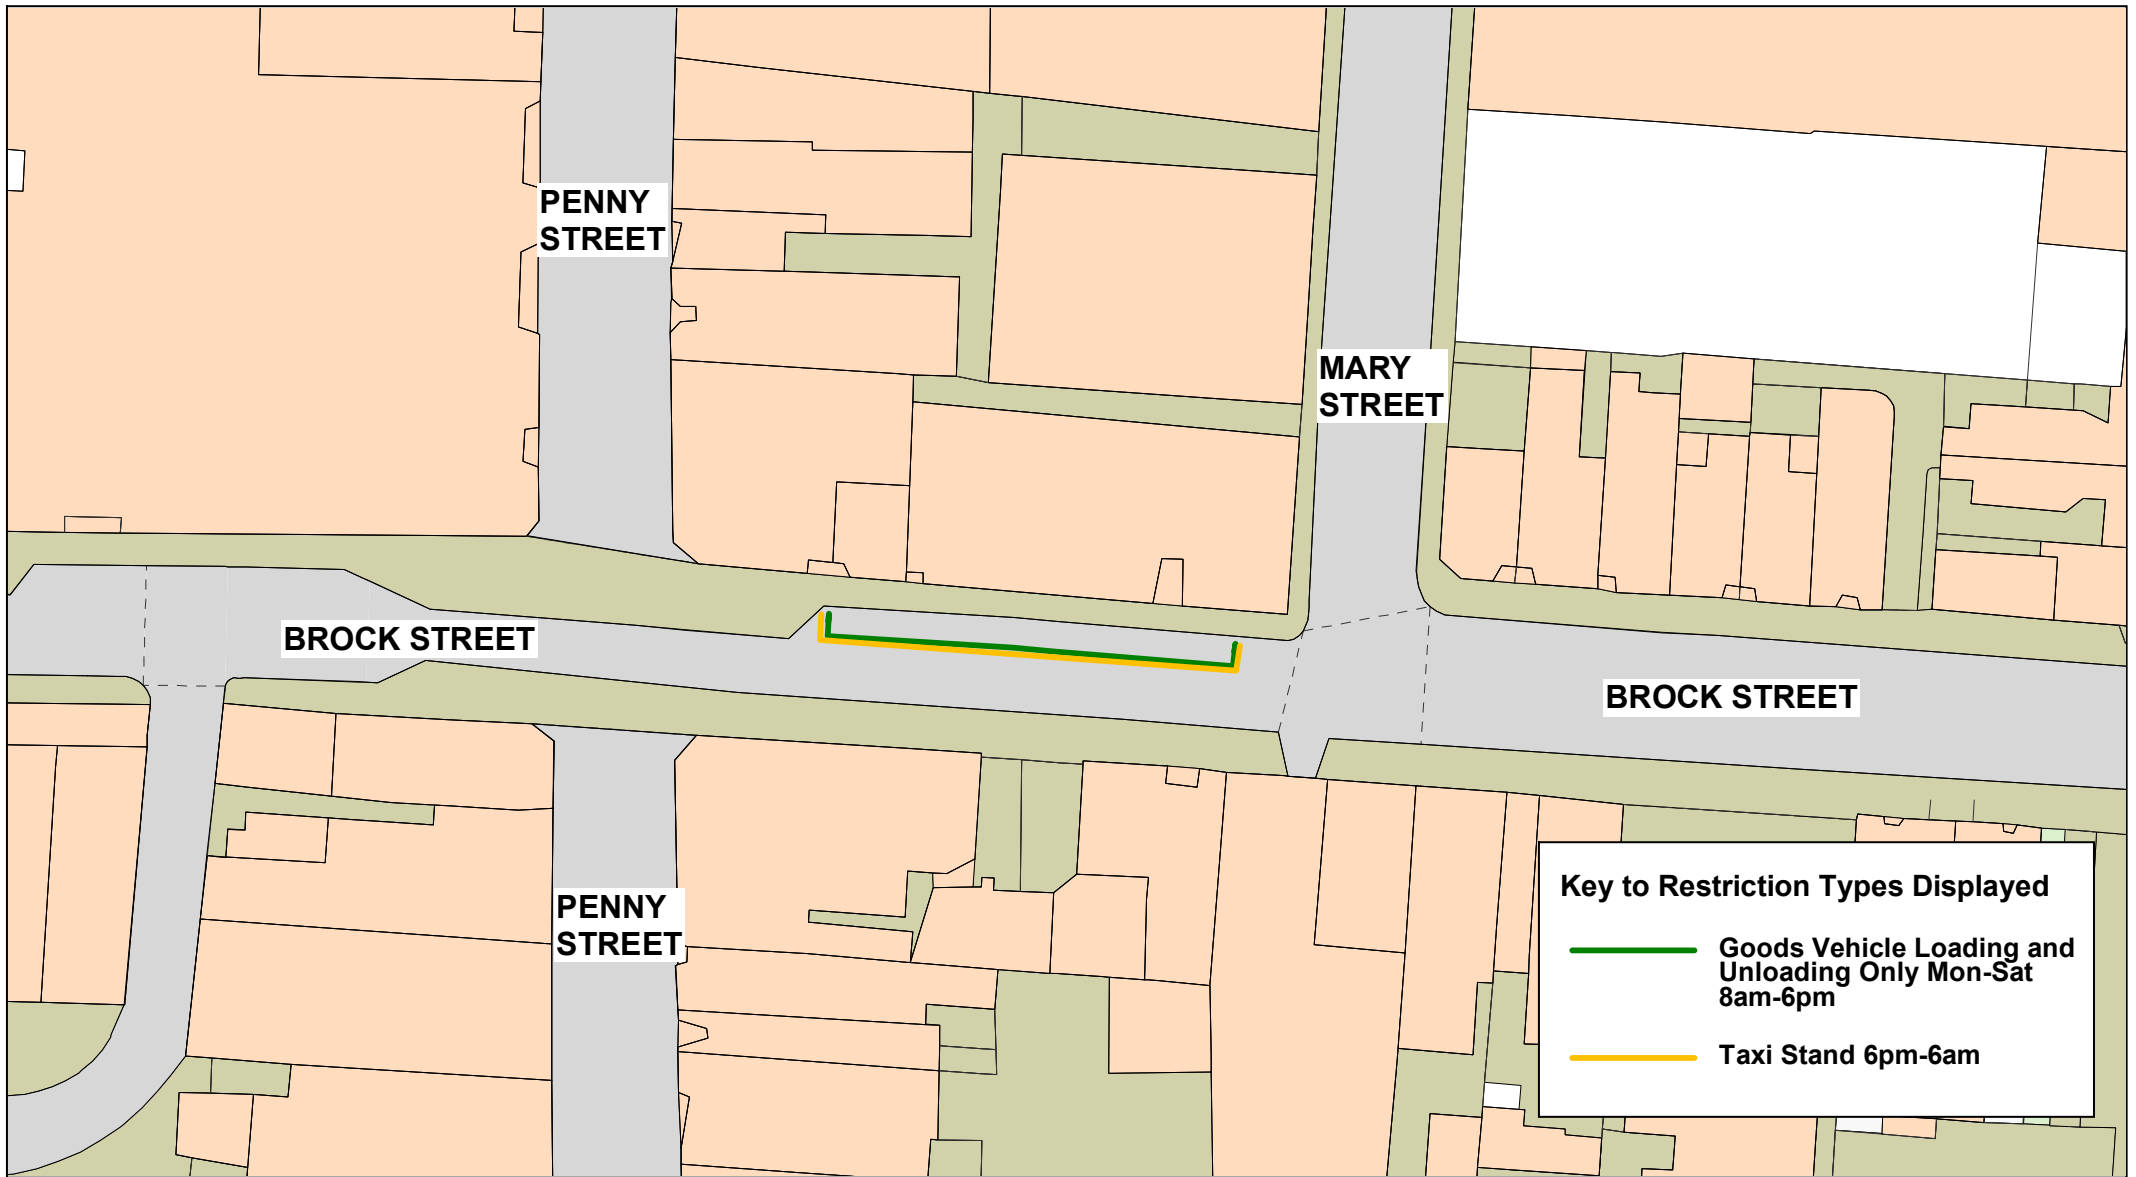 PENNY
STREET
MARY
STREET
BROCK STREET
BROCK STREET
PENNY
STREET
Key to Restriction Types Displayed
Goods Vehicle Loading and
Unloading Only Mon-Sat
8am-6pm
Taxi Stand 6pm-6am